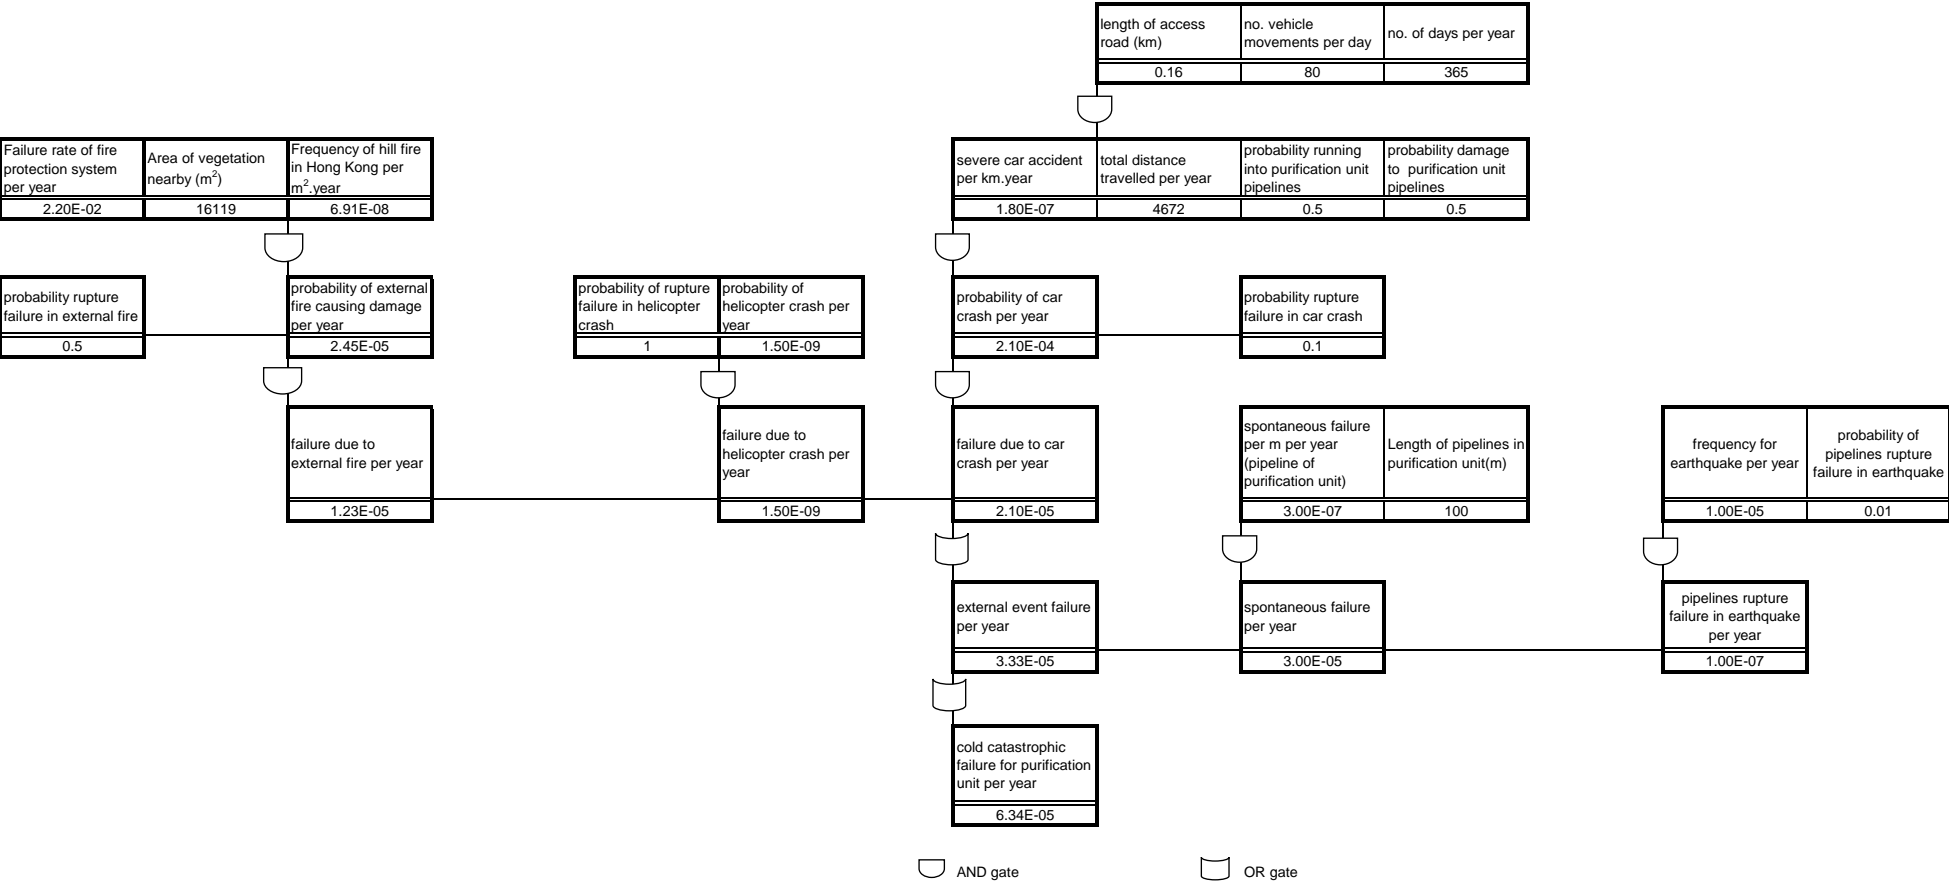 length of access
road (km)
no. vehicle
movements per day
no. of days per year
0.16
80
365
Failure rate of fire
protection system
per year
Area of vegetation
nearby (m²)
Frequency of hill fire
in Hong Kong per
m².year
2.20E-02
16119
6.91E-08
severe car accident
per km.year
total distance
travelled per year
probability running
into purification unit
pipelines
probability damage
to purification unit
pipelines
1.80E-07
4672
0.5
0.5
probability rupture
failure in external fire
0.5
probability of external
fire causing damage
per year
2.45E-05
probability of rupture
failure in helicopter
crash
1
probability of
helicopter crash per
year
1.50E-09
probability of car
crash per year
2.10E-04
probability rupture
failure in car crash
0.1
failure due to
external fire per year
1.23E-05
failure due to
helicopter crash per
year
1.50E-09
failure due to car
crash per year
2.10E-05
spontaneous failure
per m per year
(pipeline of
purification unit)
3.00E-07
Length of pipelines in
purification unit(m)
100
frequency for
earthquake per year
1.00E-05
probability of
pipelines rupture
failure in earthquake
0.01
external event failure
per year
3.33E-05
spontaneous failure
per year
3.00E-05
pipelines rupture
failure in earthquake
per year
1.00E-07
cold catastrophic
failure for purification
unit per year
6.34E-05
AND gate
OR gate